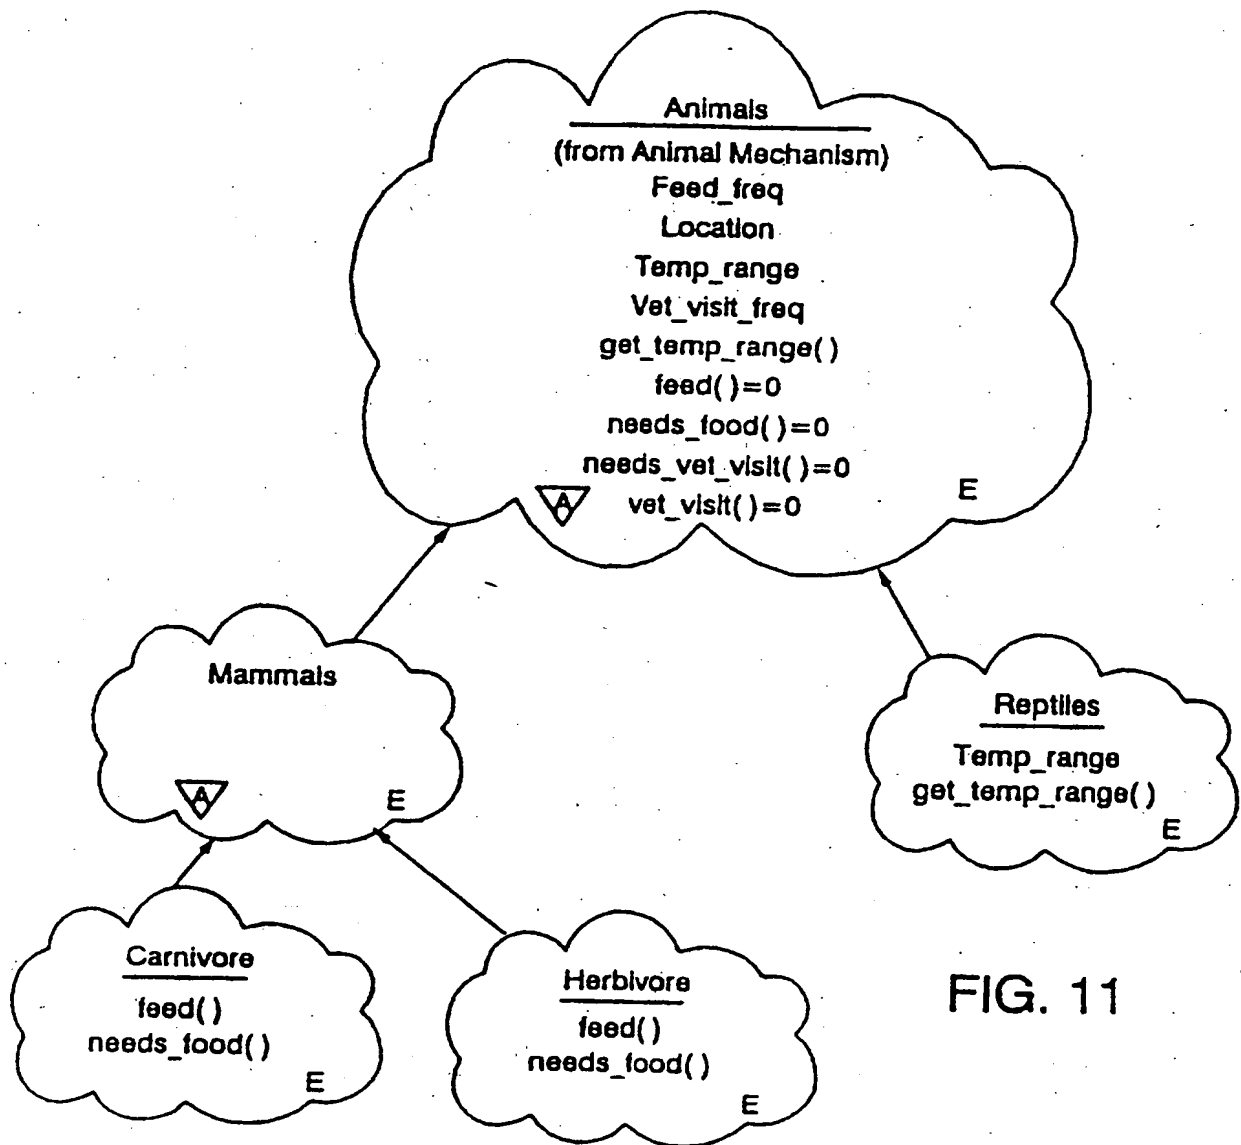 Animals
(from Animal Mechanism)
Feed_freq
Location
Temp_range
Vet_visit_freq
get_temp_range()
feed()=0
needs_food()=0
needs_vet_visit()=0
A vet_visit()=0 E
Mammals
A E
Reptiles
Temp_range
get_temp_range()
E
Carnivore
feed()
needs_food()
E
Herbivore
feed()
needs_food()
E
FIG. 11